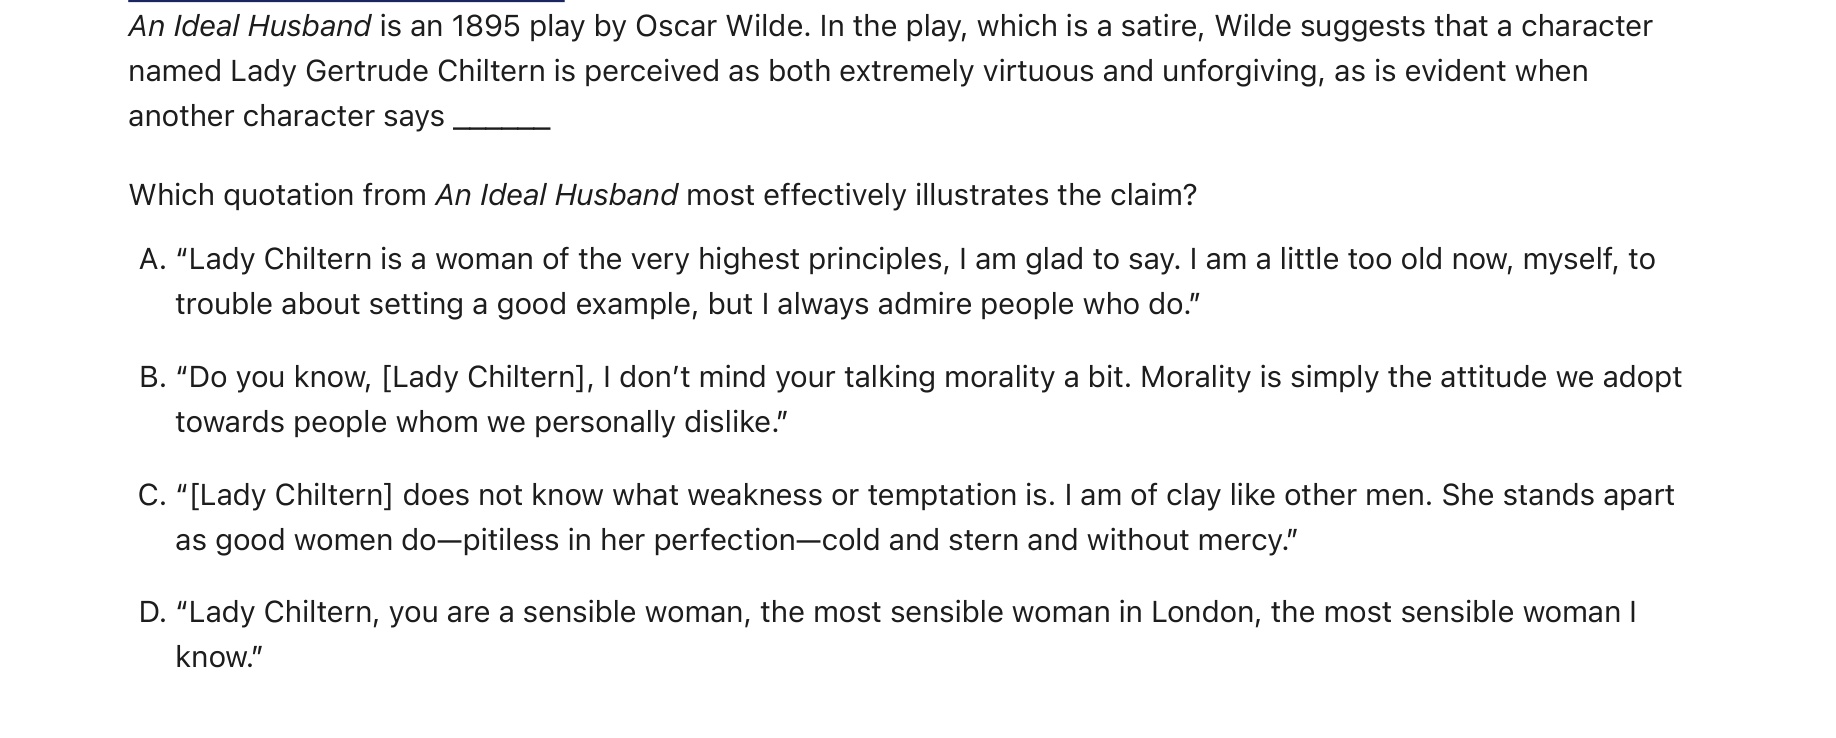 An Ideal Husband is an 1895 play by Oscar Wilde. In the play, which is a satire, Wilde suggests that a character
named Lady Gertrude Chiltern is perceived as both extremely virtuous and unforgiving, as is evident when
another character says ______
Which quotation from An Ideal Husband most effectively illustrates the claim?
A. “Lady Chiltern is a woman of the very highest principles, I am glad to say. I am a little too old now, myself, to
trouble about setting a good example, but I always admire people who do.”
B. “Do you know, [Lady Chiltern], I don’t mind your talking morality a bit. Morality is simply the attitude we adopt
towards people whom we personally dislike.”
C. “[Lady Chiltern] does not know what weakness or temptation is. I am of clay like other men. She stands apart
as good women do—pitiless in her perfection—cold and stern and without mercy.”
D. “Lady Chiltern, you are a sensible woman, the most sensible woman in London, the most sensible woman I
know.”